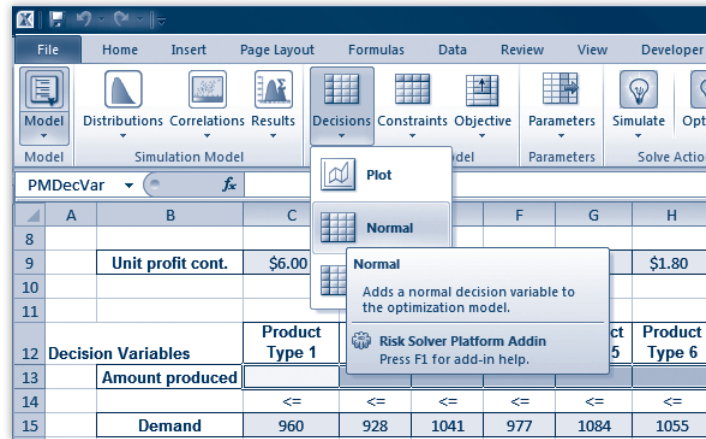 File Home Insert Page Layout Formulas Data Review View Developer
Model Distributions Correlations Results Decisions Constraints Objective Parameters Simulate
Model Simulation Model Parameters Solve
PMDecVar fx
Plot
Normal
A B C F G H
8
9 Unit profit cont. $6.00 $1.80
Normal
Adds a normal decision variable to
the optimization model.
Risk Solver Platform Addin
Press F1 for add-in help.
10
11
Product Product
12 Decision Variables Type 1 5 Type 6
13 Amount produced
14 <= <= <= <= <= <=
15 Demand 960 928 1041 977 1084 1055